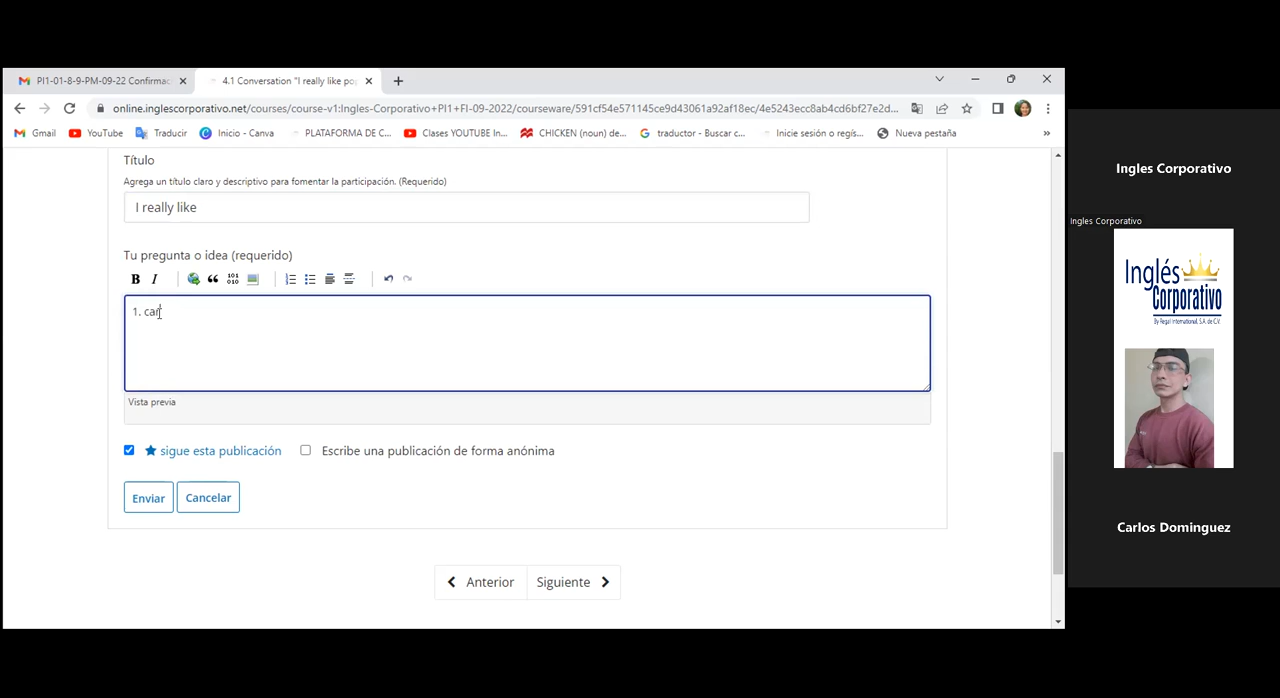 PI1-01-8-9-PM-09-22 Confirmac
4.1 Conversation "I really like po
online.inglescorporativo.net/courses/course-v1:Ingles-Corporativo+PI1+FI-09-2022/courseware/591cf54e571145ce9d43061a92af18ec/4e5243ecc8ab4cd6bf27e2d...
Gmail
YouTube
Traducir
Inicio - Canva
PLATAFORMA DE C...
Clases YOUTUBE In...
CHICKEN (noun) de...
traductor - Buscar c...
Inicie sesión o regís...
Nueva pestaña
»
Título
Agrega un título claro y descriptivo para fomentar la participación. (Requerido)
I really like
Tu pregunta o idea (requerido)
B I
1. car
Vista previa
sigue esta publicación
Escribe una publicación de forma anónima
Enviar
Cancelar
Anterior
Siguiente
Ingles Corporativo
Ingles Corporativo
Inglés
Corporativo
By Regal International, S.A. de C.V.
Carlos Dominguez